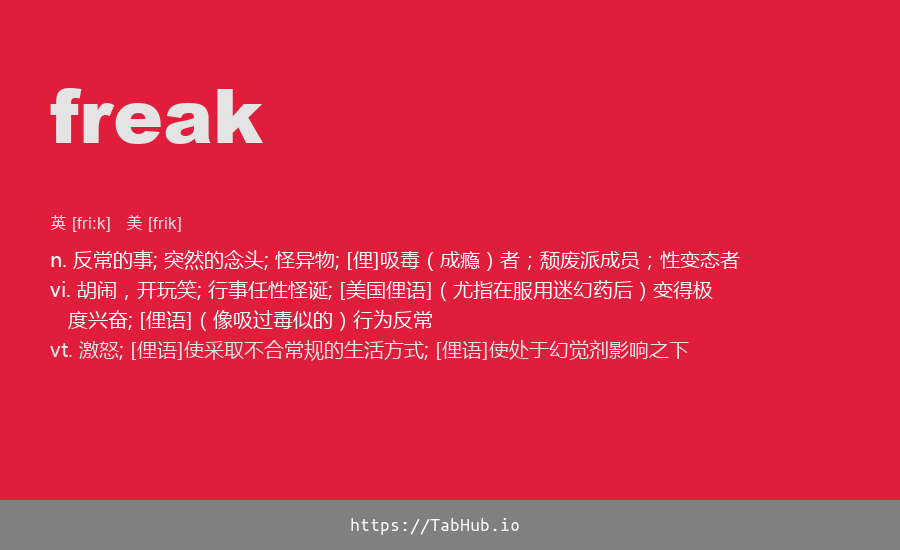 freak
英 [friːk] 美 [frik]
n. 反常的事; 突然的念头; 怪异物; [俚]吸毒（成瘾）者；颓废派成员；性变态者
vi. 胡闹，开玩笑; 行事任性怪诞; [美国俚语]（尤指在服用迷幻药后）变得极
度兴奋; [俚语]（像吸过毒似的）行为反常
vt. 激怒; [俚语]使采取不合常规的生活方式; [俚语]使处于幻觉剂影响之下
https://TabHub.io